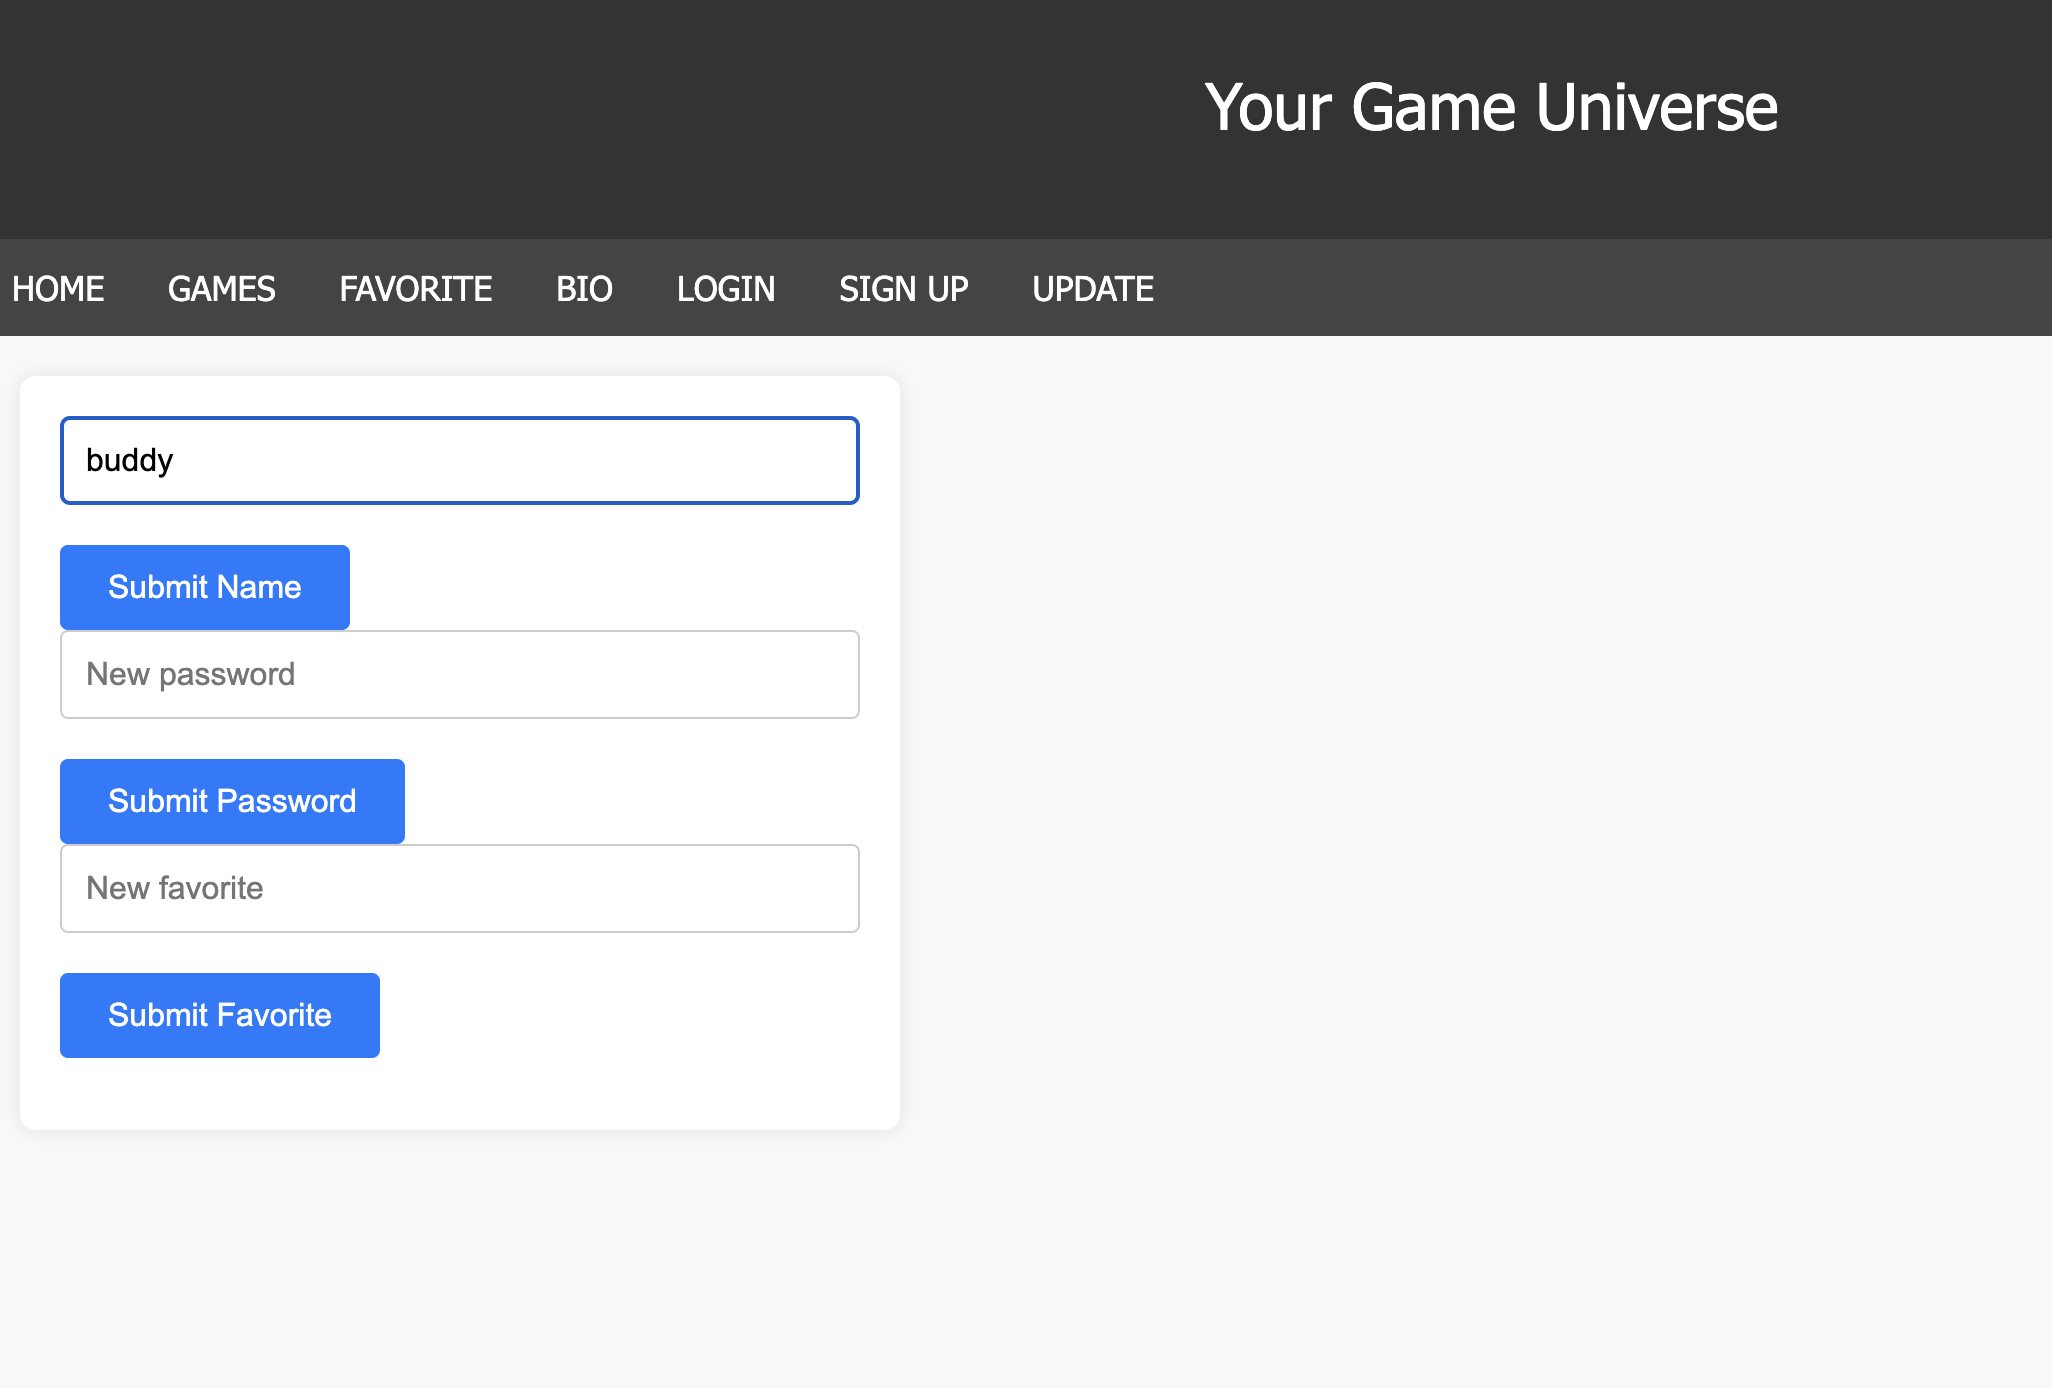 Your Game Universe
HOME GAMES FAVORITE BIO LOGIN SIGN UP UPDATE
buddy
Submit Name
New password
Submit Password
New favorite
Submit Favorite